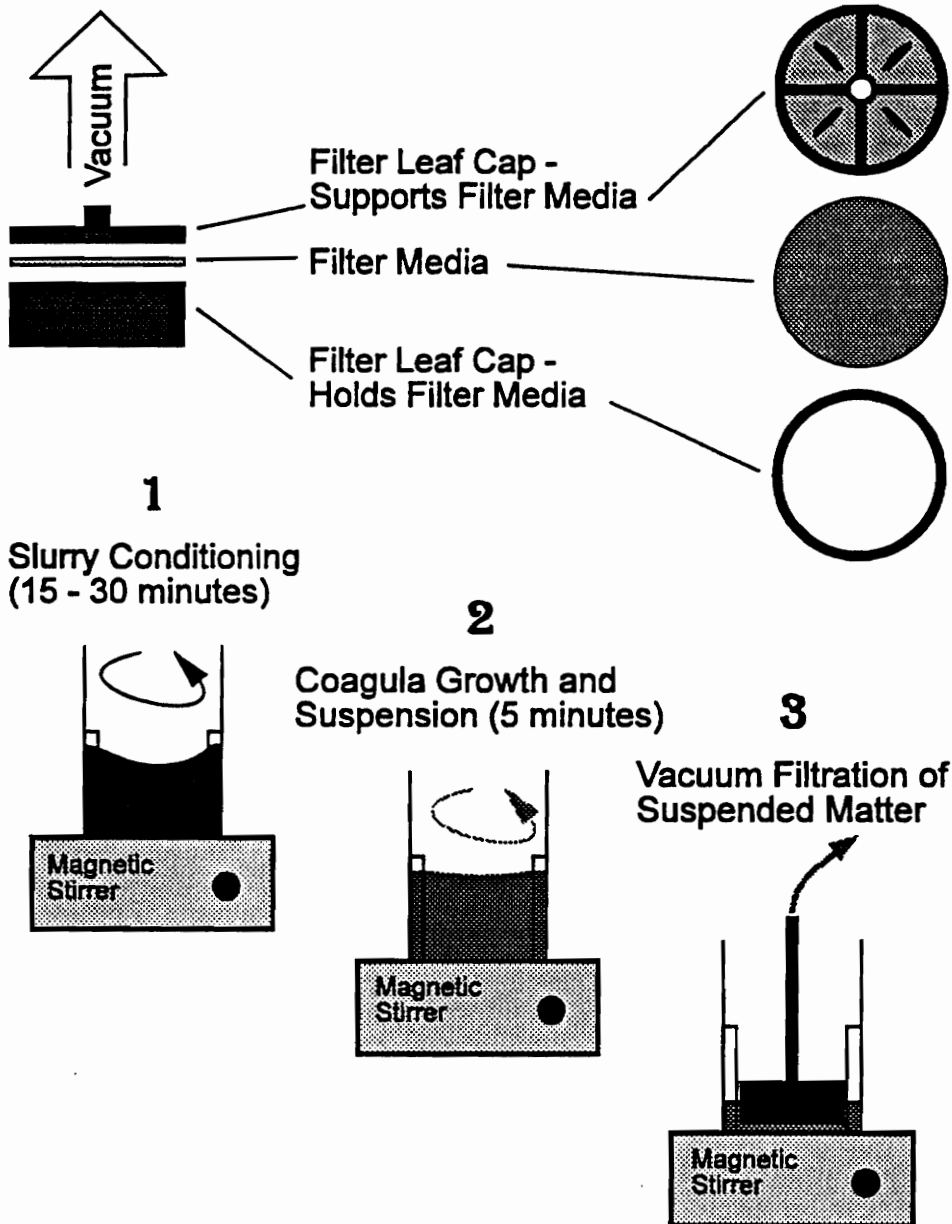 Vacuum
Filter Leaf Cap -
Supports Filter Media
Filter Media
Filter Leaf Cap -
Holds Filter Media
1
Slurry Conditioning
(15 - 30 minutes)
Magnetic
Stirrer
2
Coagula Growth and
Suspension (5 minutes)
Magnetic
Stirrer
3
Vacuum Filtration of
Suspended Matter
Magnetic
Stirrer